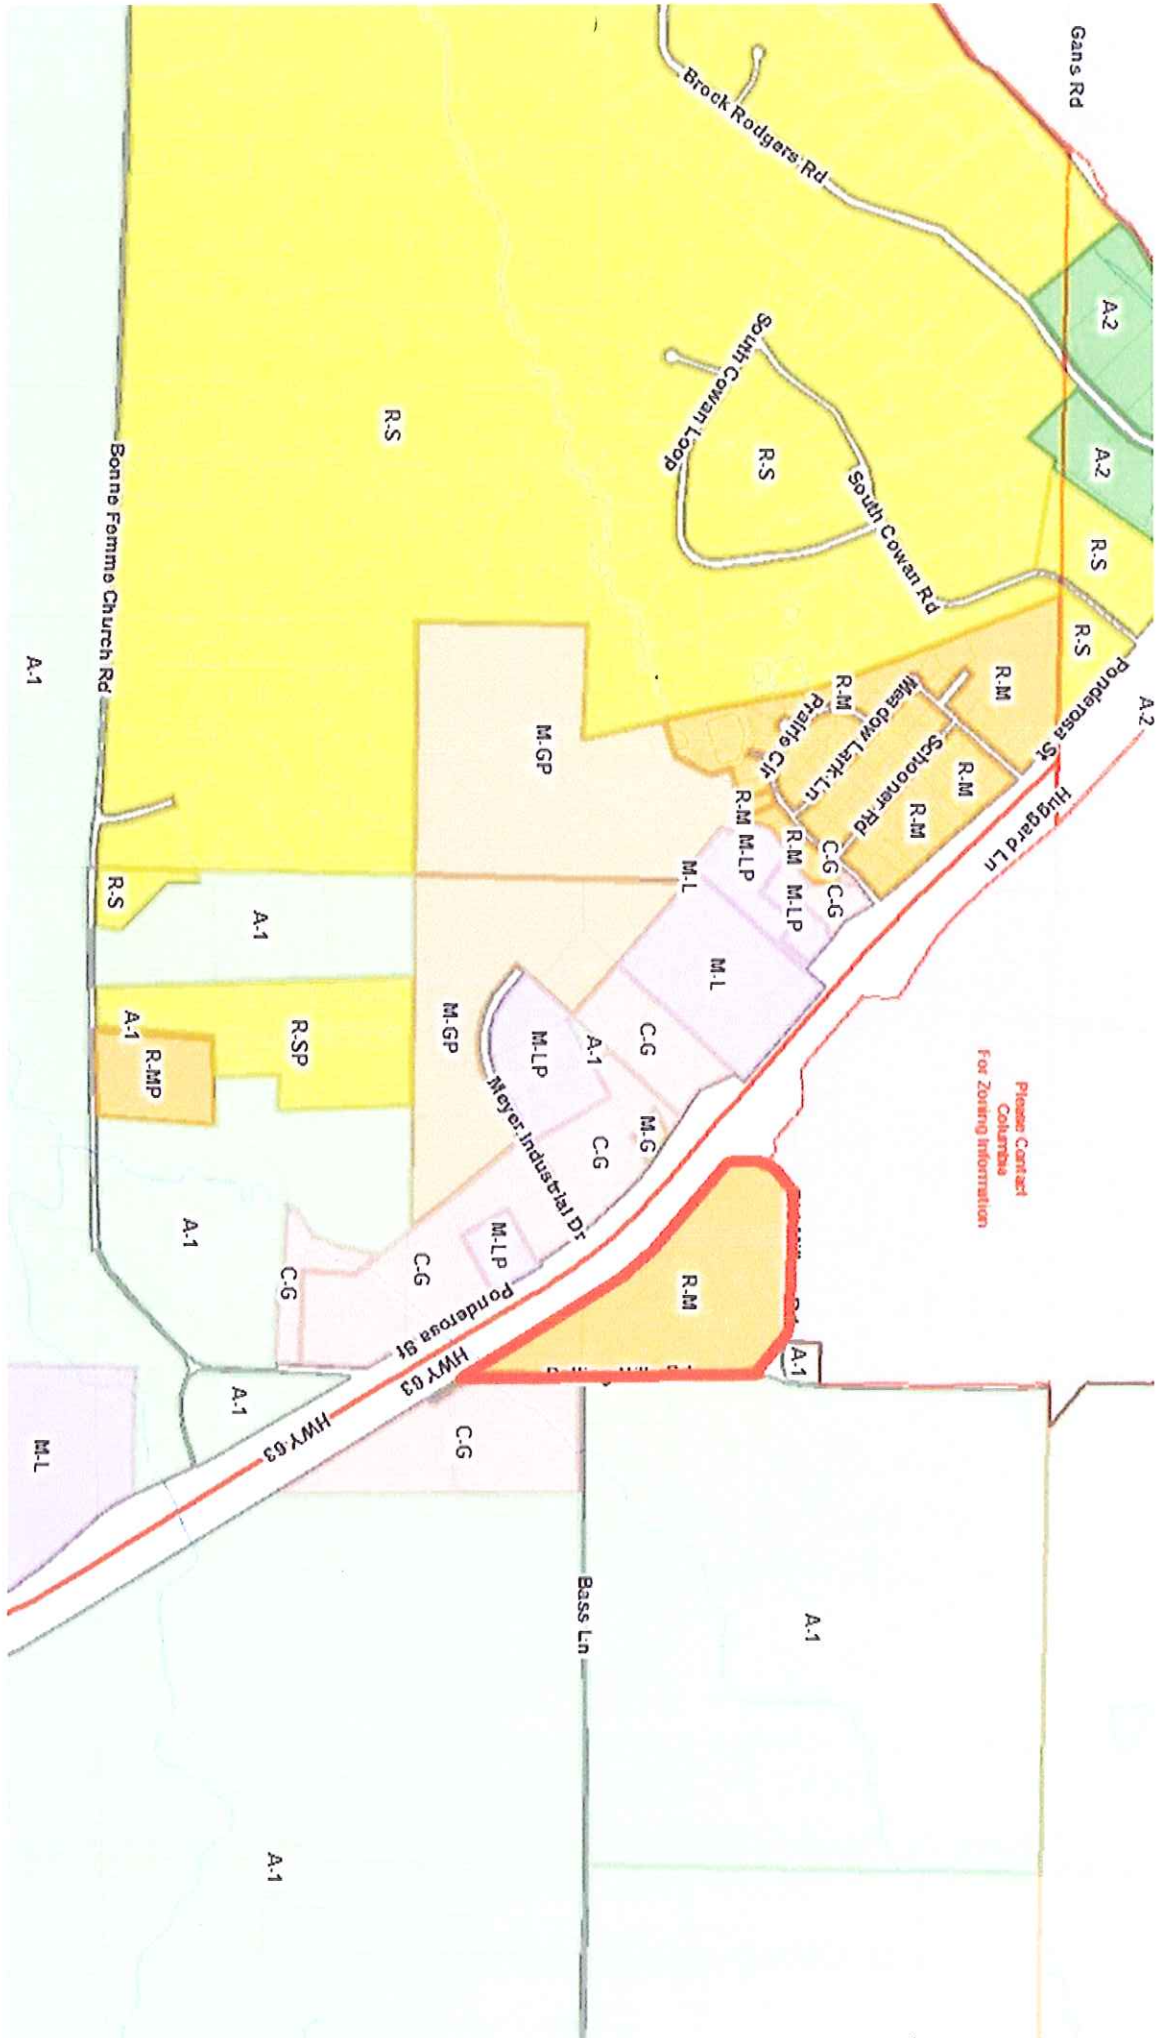 Gans Rd
A-2
A-2
R-S
R-S
Ponderosa St
A-2
Huggard Ln
R-M
Please Contact
Columbia
For Zoning Information
R-M
R-M
South Cowan Rd
Schooner Rd
Meadow Lark Ln
R-M
C-G
C-G
A-1
A-1
Prairie Cir
R-M
M-LP
Brock Rodgers Rd
R-S
R-M
M-LP
South Cowan Loop
M-L
M-L
R-M
C-G
M-G
C-G
A-1
Bass Ln
M-GP
M-LP
Meyer Industrial Dr
M-LP
C-G
M-GP
Ponderosa St
HWY 63
C-G
R-S
R-SP
HWY 63
C-G
A-1
A-1
A-1
A-1
R-MP
A-1
R-S
Bonne Femme Church Rd
M-L
A-1